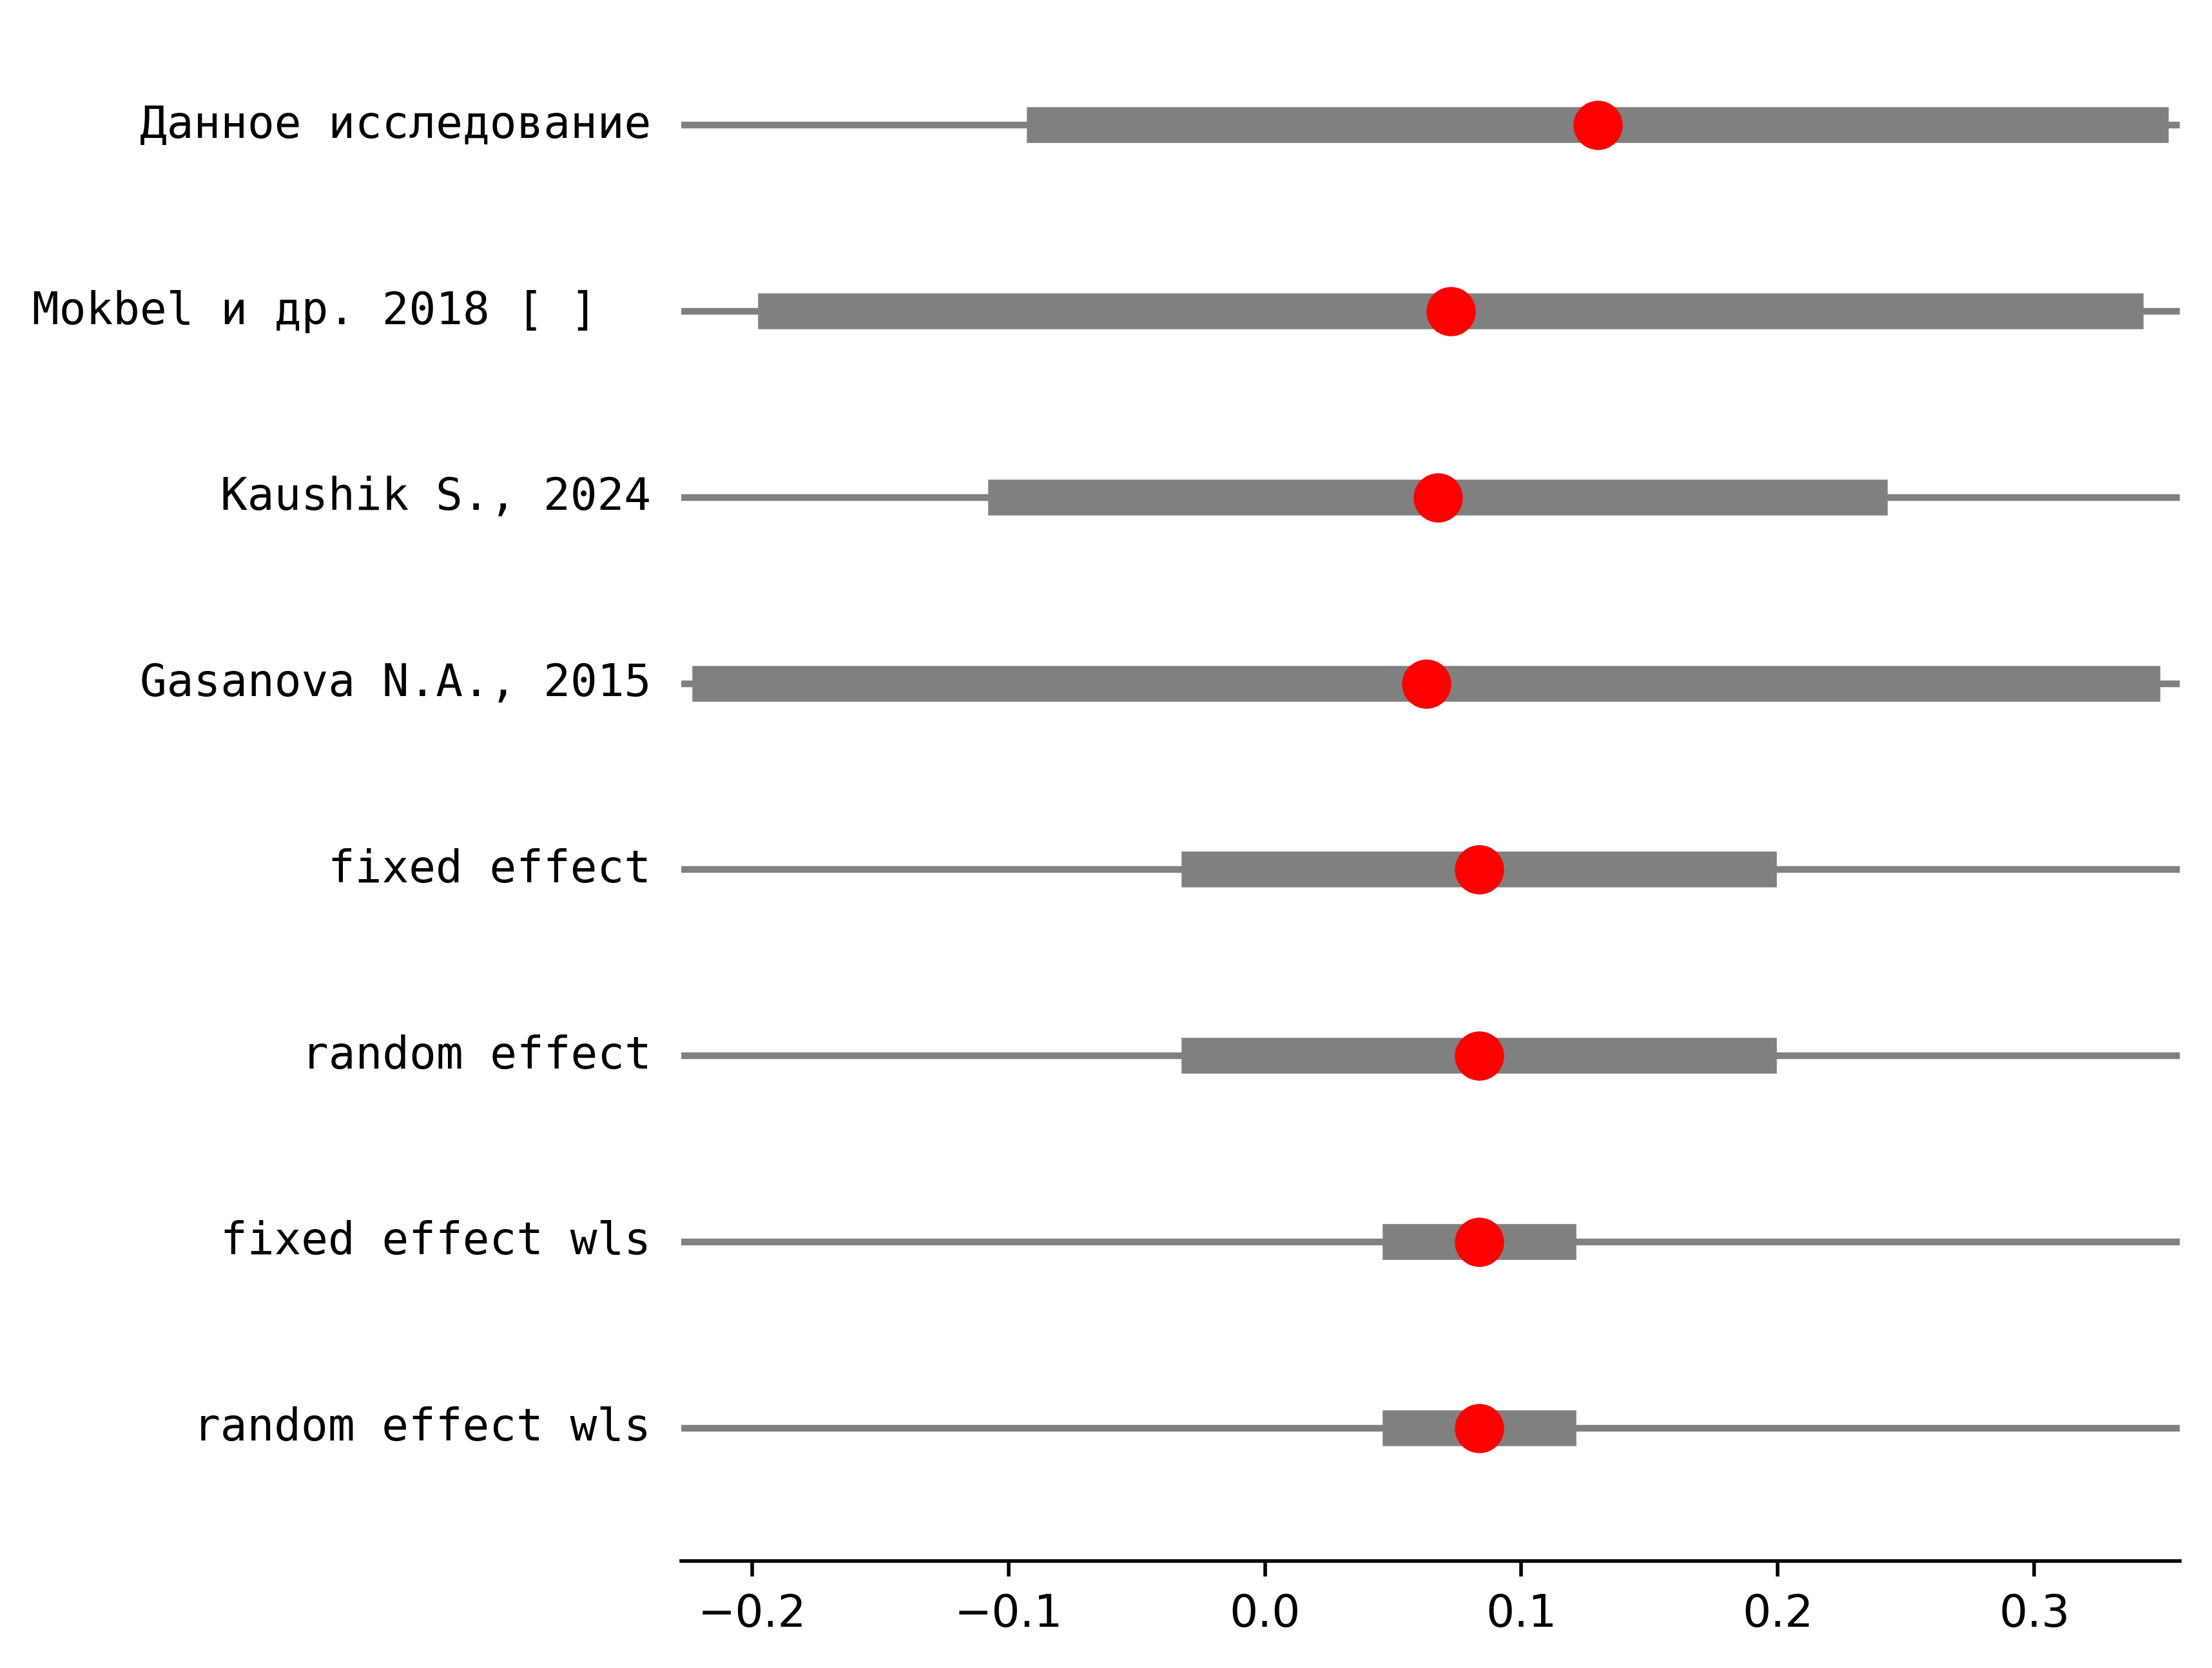 Данное исследование
Mokbel и др. 2018 [ ]
Kaushik S., 2024
Gasanova N.A., 2015
fixed effect
random effect
fixed effect wls
random effect wls
−0.2 −0.1 0.0 0.1 0.2 0.3